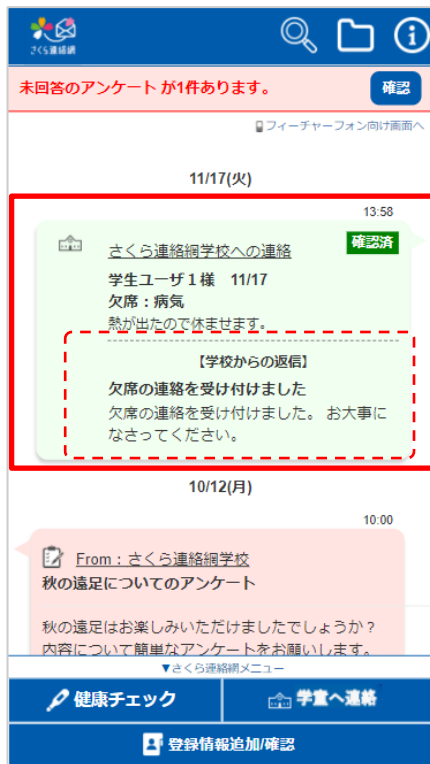 さくら連絡網
未回答のアンケート が1件あります。
確認
フィーチャーフォン向け画面へ
11/17(火)
13:58
さくら連絡網学校への連絡
確認済
学生ユーザ１様 11/17
欠席：病気
熱が出たので休ませます。
【学校からの返信】
欠席の連絡を受け付けました
欠席の連絡を受け付けました。 お大事に
なさってください。
10/12(月)
10:00
From：さくら連絡網学校
秋の遠足についてのアンケート
秋の遠足はお楽しみいただけましたでしょうか？
内容について簡単なアンケートをお願いします。
▼さくら連絡網メニュー
健康チェック
学童へ連絡
登録情報追加/確認